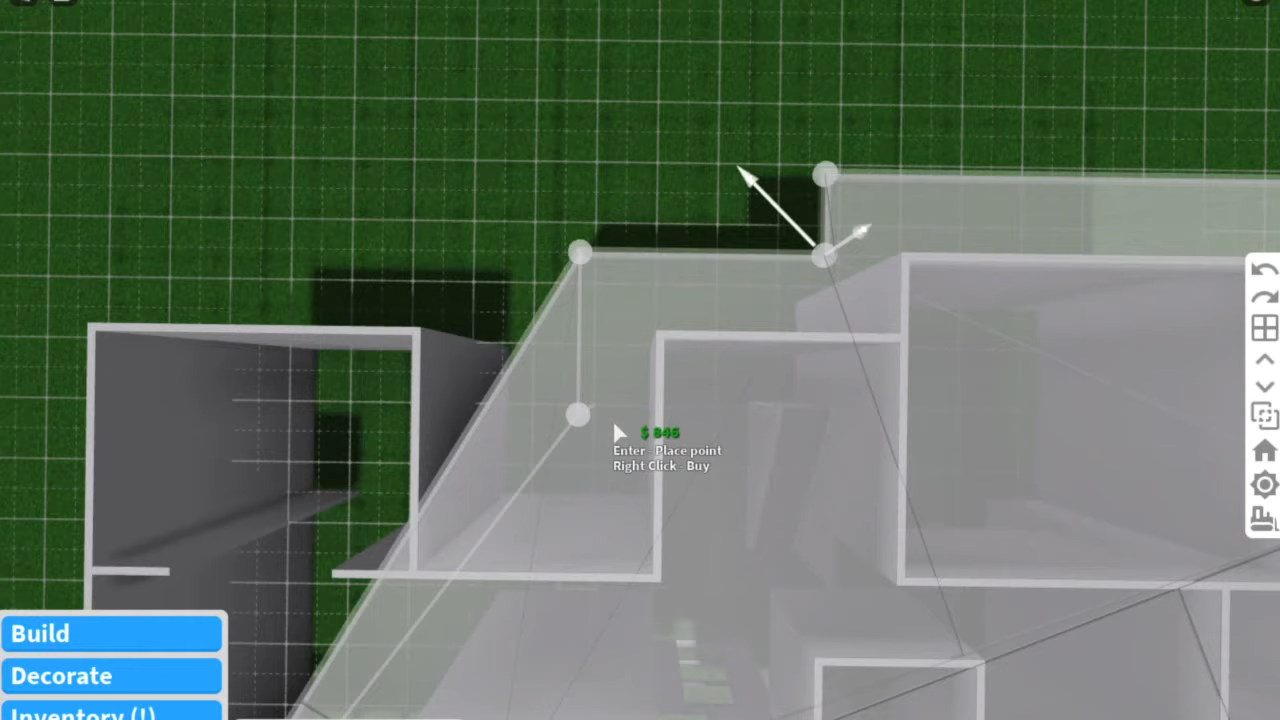 $ 846
Enter - Place point
Right Click - Buy
Build
Decorate
Inventory (!)